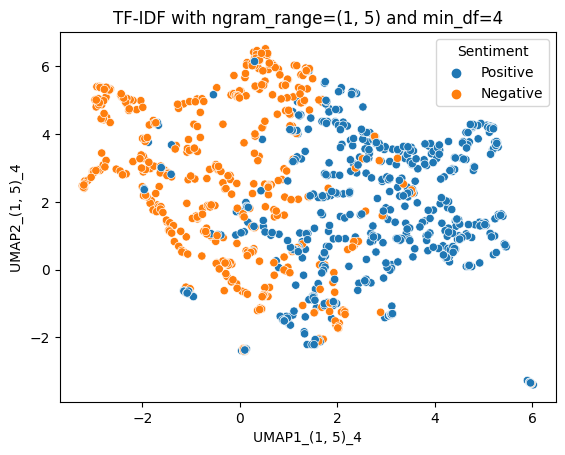 TF-IDF with ngram_range=(1, 5) and min_df=4
Sentiment
Positive
Negative
UMAP2_(1, 5)_4
6
4
2
0
−2
−2
0
2
4
6
UMAP1_(1, 5)_4